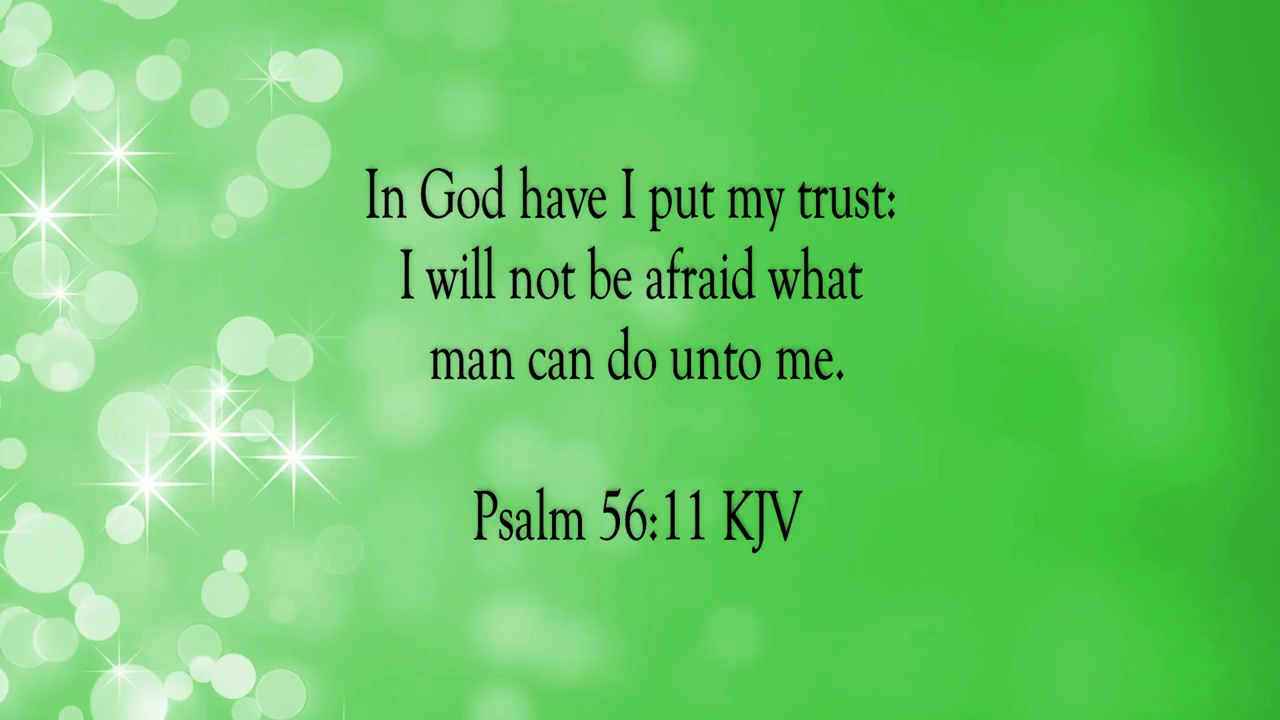 In God have I put my trust:
I will not be afraid what
man can do unto me.
Psalm 56:11 KJV